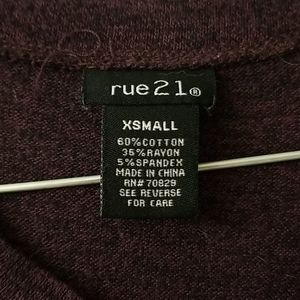 rue21®
XSMALL
60%COTTON
35%RAYON
5%SPANDEX
MADE IN CHINA
RN# 70829
SEE REVERSE
FOR CARE